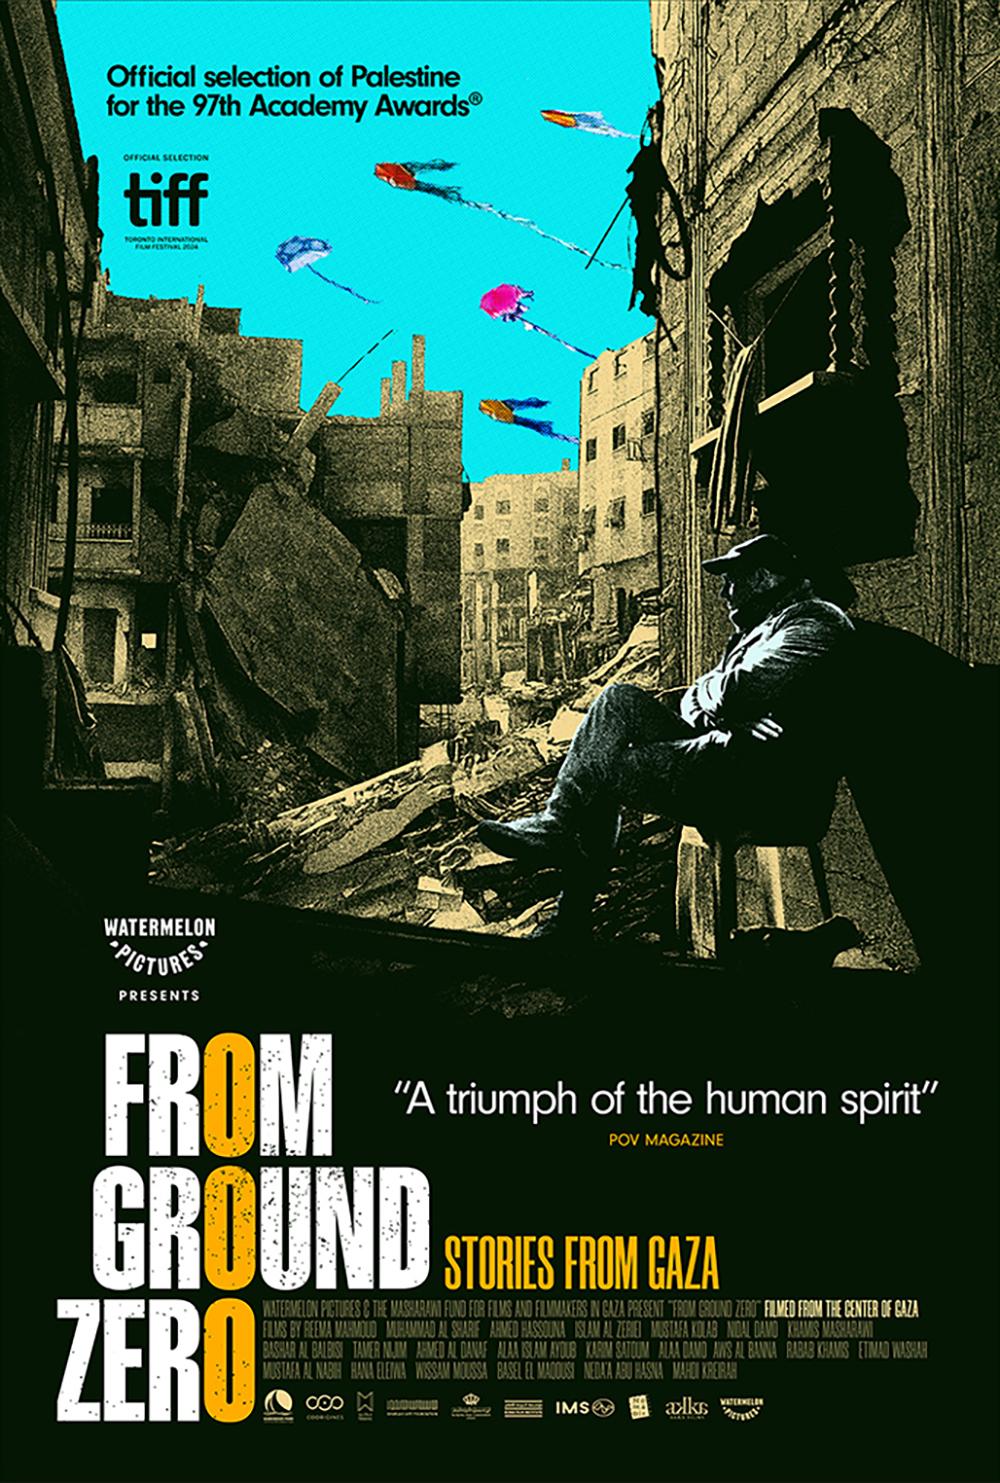 Official selection of Palestine
for the 97th Academy Awards®
OFFICIAL SELECTION
tiff
TORONTO INTERNATIONAL
FILM FESTIVAL 2024
WATERMELON
PICTURES
PRESENTS
FROM
GROUND
ZERO
"A triumph of the human spirit"
POV MAGAZINE
STORIES FROM GAZA
WATERMELON PICTURES & THE MASHARAWI FUND FOR FILMS AND FILMMAKERS IN GAZA PRESENT "FROM GROUND ZERO" FILMED FROM THE CENTER OF GAZA
FILMS BY REEMA MAHMOUD MUHAMMAD AL SHARIF AHMED HASSOUNA ISLAM AL ZERIEI MUSTAFA KOLAB NIDAL DAMO KHAMIS MASHARAWI
BASHAR AL BALBISI TAMER NIJIM AHMED AL DANAF ALAA ISLAM AYOUB KARIM SATOUM ALAA DAMO AWS AL BANNA RABAB KHAMIS ETIMAD WASHAH
MUSTAFA AL NABIH HANA ELEIWA WISSAM MOUSSA BASEL EL MAQOUSI NEDA'A ABU HASNA MAHDI KREIRAH
COORIGINES
IMS
akka
AKKA FILMS
WATERMELON
PICTURES